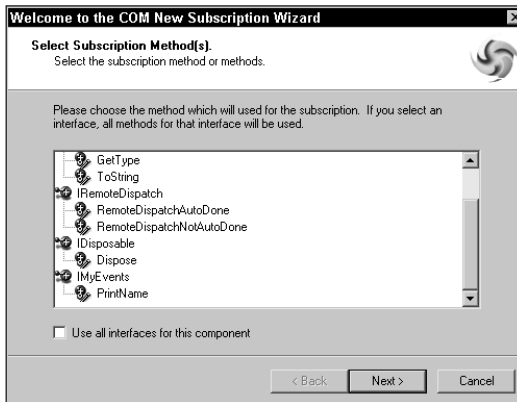 Welcome to the COM New Subscription Wizard
Select Subscription Method(s).
Select the subscription method or methods.
Please choose the method which will used for the subscription. If you select an
interface, all methods for that interface will be used.
GetType
ToString
IRemoteDispatch
RemoteDispatchAutoDone
RemoteDispatchNotAutoDone
IDisposable
Dispose
IMyEvents
PrintName
Use all interfaces for this component
< Back
Next >
Cancel